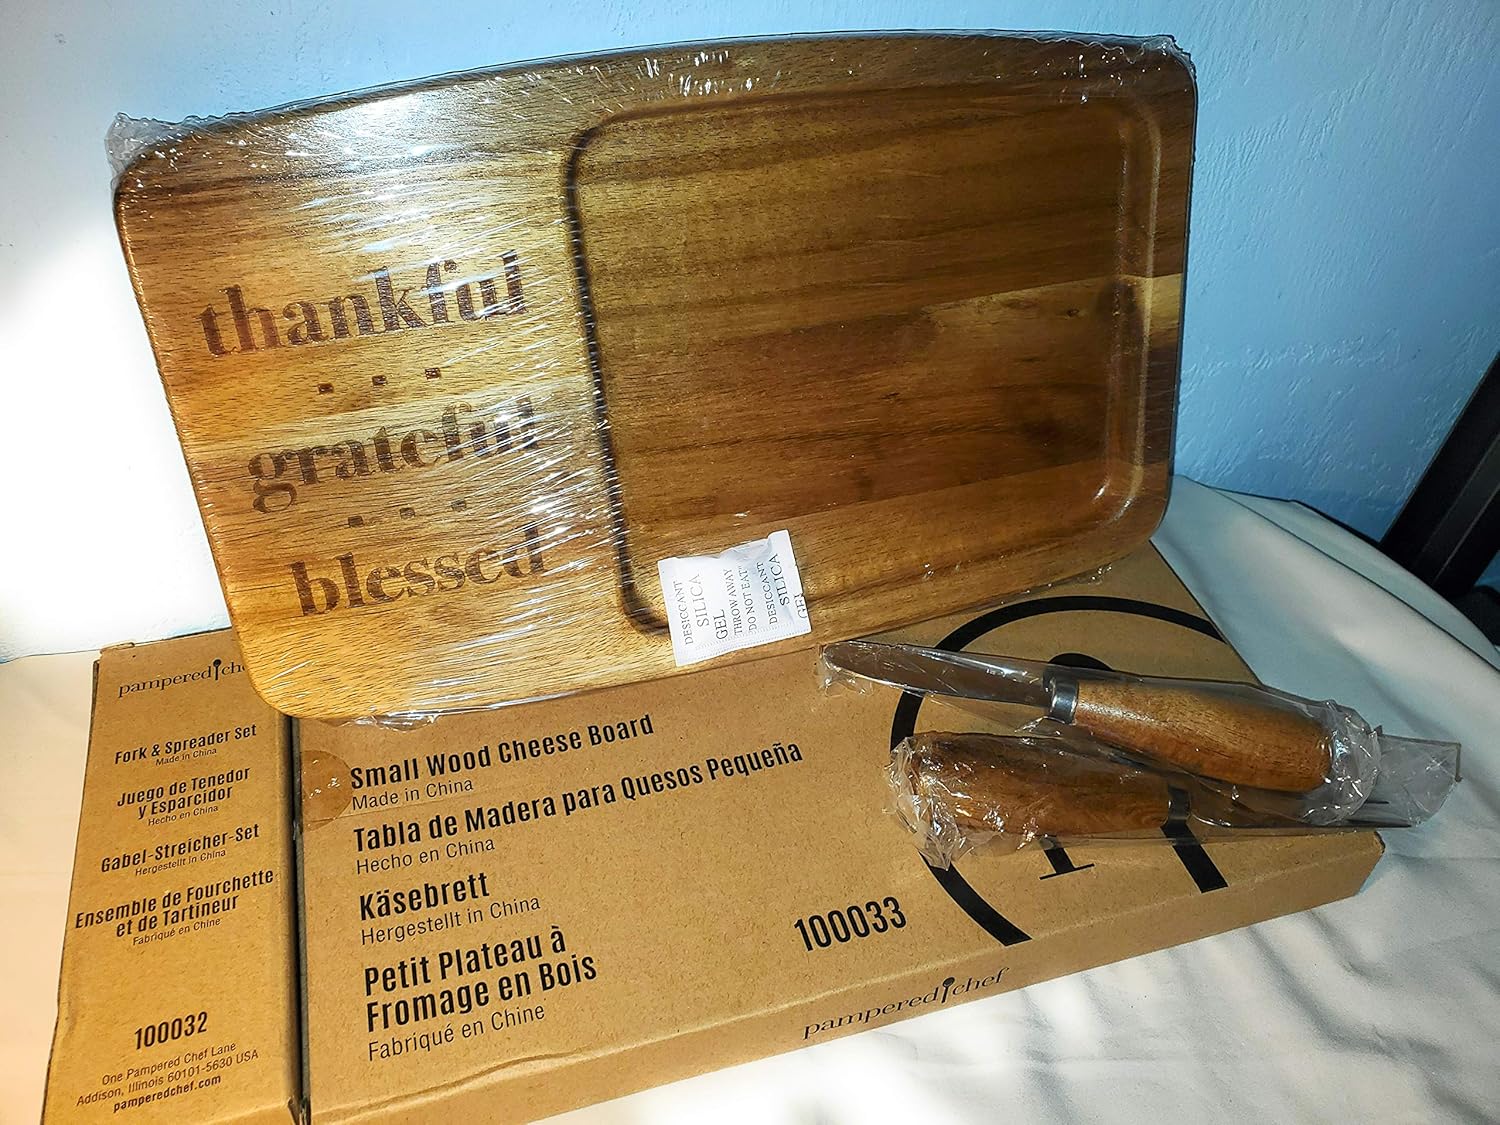 thankful
grateful
blessed
DESICCANT
SILICA
GEL
THROW AWAY
"DO NOT EAT"
DESICCANT
SILICA
GEL
pampered che
Fork & Spreader Set
Made in China
Juego de Tenedor
y Esparcidor
Hecho en China
Gabel-Streicher-Set
Hergestellt in China
Ensemble de Fourchette
et de Tartineur
Fabriqué en Chine
100032
One Pampered Chef Lane
Addison, Illinois 60101-5630 USA
pamperedchef.com
Small Wood Cheese Board
Made in China
Tabla de Madera para Quesos Pequeña
Hecho en China
Käsebrett
Hergestellt in China
Petit Plateau à
Fromage en Bois
Fabriqué en Chine
100033
pampered chef